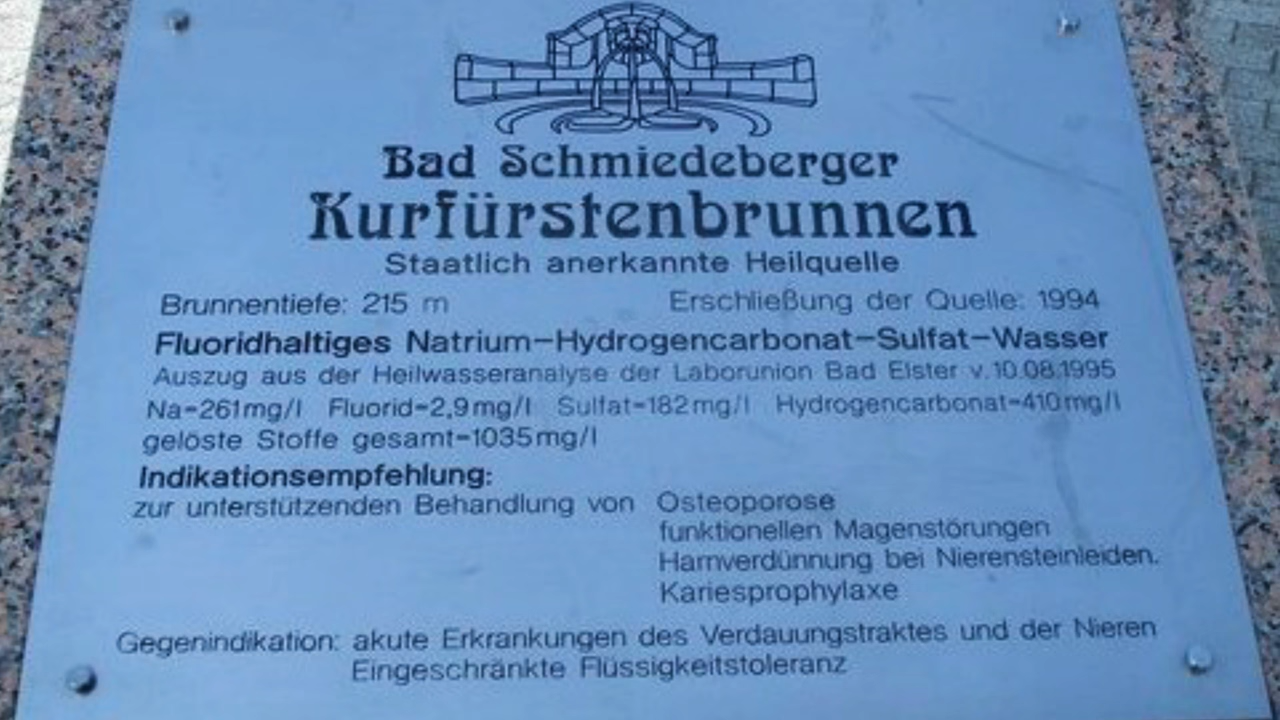 Bad Schmiedeberger
Kurfürstenbrunnen
Staatlich anerkannte Heilquelle
Brunnentiefe: 215 m Erschließung der Quelle: 1994
Fluoridhaltiges Natrium-Hydrogencarbonat-Sulfat-Wasser
Auszug aus der Heilwasseranalyse der Laborunion Bad Elster v. 10.08.1995
Na=261mg/l Fluorid=2,9mg/l Sulfat=182mg/l Hydrogencarbonat=410mg/l
gelöste Stoffe gesamt=1035mg/l
Indikationsempfehlung:
zur unterstützenden Behandlung von Osteoporose
funktionellen Magenstörungen
Harnverdünnung bei Nierensteinleiden.
Kariesprophylaxe
Gegenindikation: akute Erkrankungen des Verdauungstraktes und der Nieren
Eingeschränkte Flüssigkeitstoleranz